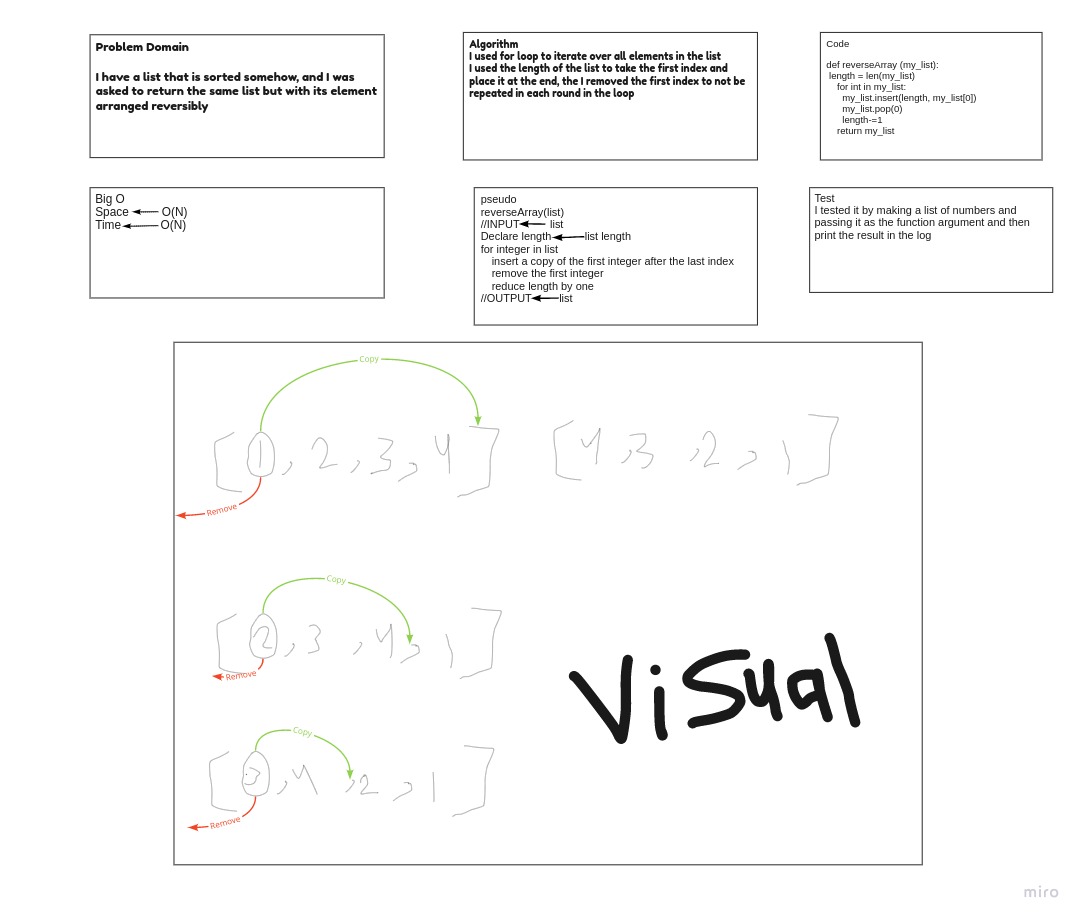 Problem Domain
I have a list that is sorted somehow, and I was
asked to return the same list but with its element
arranged reversibly
Algorithm
I used for loop to iterate over all elements in the list
I used the length of the list to take the first index and
place it at the end, the I removed the first index to not be
repeated in each round in the loop
Code
def reverseArray (my_list):
length = len(my_list)
for int in my_list:
my_list.insert(length, my_list[0])
my_list.pop(0)
length-=1
return my_list
Big O
Space O(N)
Time O(N)
pseudo
reverseArray(list)
//INPUT list
Declare length list length
for integer in list
insert a copy of the first integer after the last index
remove the first integer
reduce length by one
//OUTPUT list
Test
I tested it by making a list of numbers and
passing it as the function argument and then
print the result in the log
Copy
[1, 2, 3, 4] [4, 3 2, 1]
Remove
Copy
[2, 3, 4, 1]
Remove
Visual
Copy
[3, 4, 2, 1]
Remove
miro